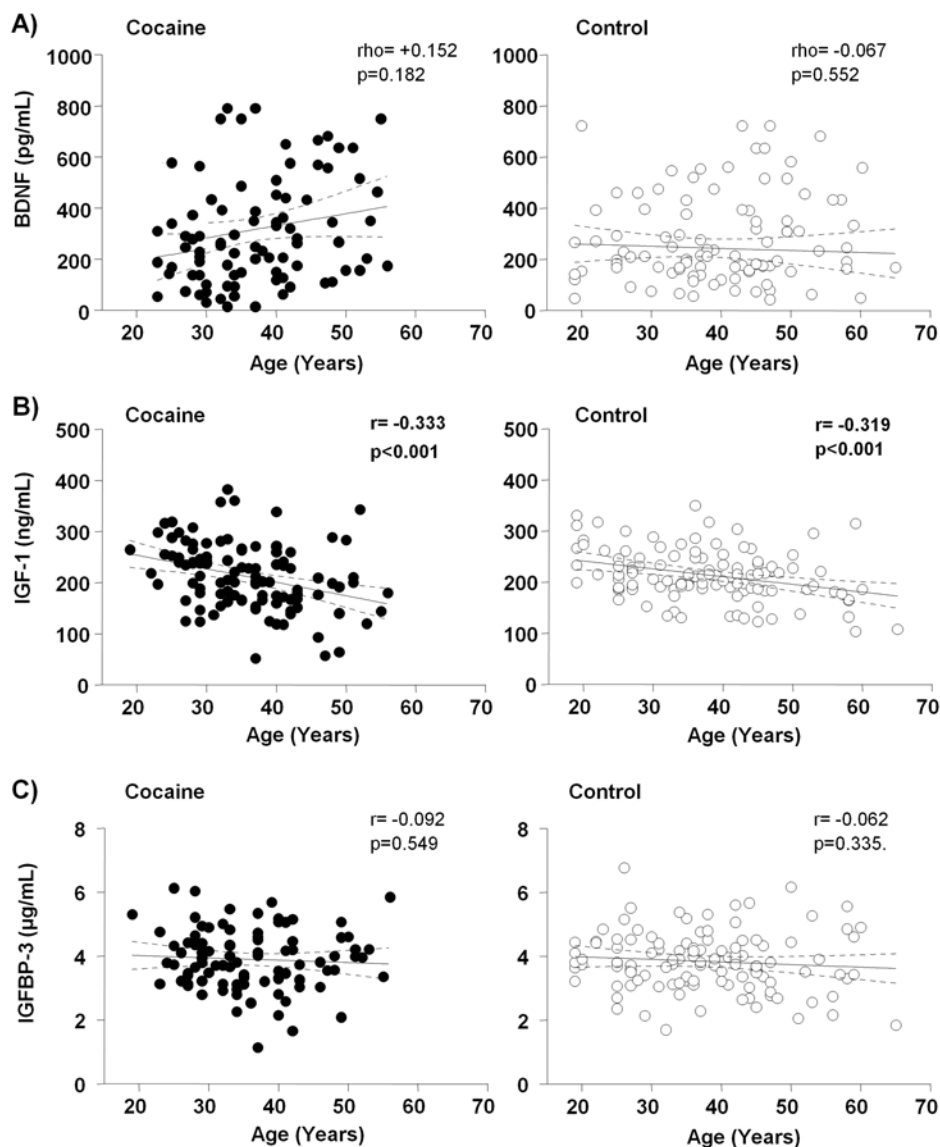 A)
Cocaine
rho= +0.152
p=0.182
BDNF (pg/mL)
1000
800
600
400
200
0
20 30 40 50 60 70
Age (Years)
Control
rho= -0.067
p=0.552
1000
800
600
400
200
0
20 30 40 50 60 70
Age (Years)
B)
Cocaine
r= -0.333
p<0.001
IGF-1 (ng/mL)
500
400
300
200
100
0
20 30 40 50 60 70
Age (Years)
Control
r= -0.319
p<0.001
500
400
300
200
100
0
20 30 40 50 60 70
Age (Years)
C)
Cocaine
r= -0.092
p=0.549
IGFBP-3 (µg/mL)
8
6
4
2
0
20 30 40 50 60 70
Age (Years)
Control
r= -0.062
p=0.335.
8
6
4
2
0
20 30 40 50 60 70
Age (Years)